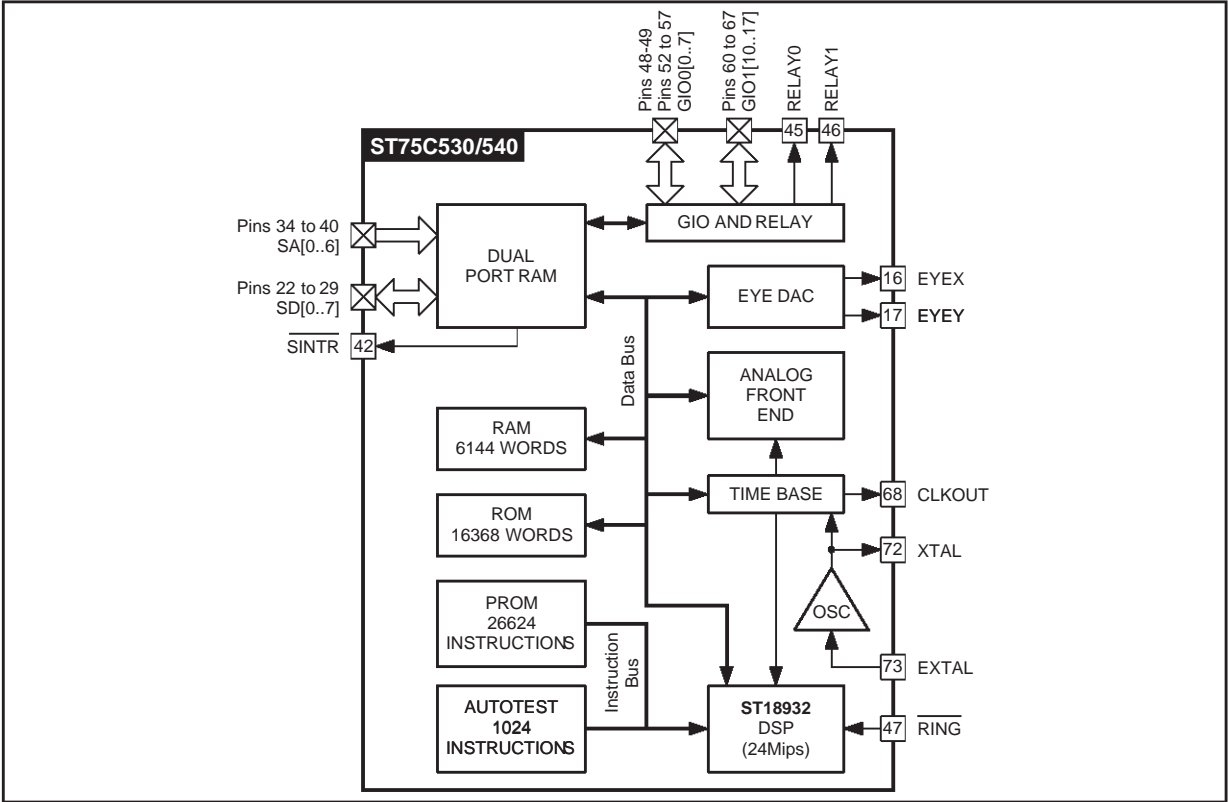 Pins 48-49
Pins 52 to 57
GIO0[0..7]
Pins 60 to 67
GIO1[10..17]
RELAY0
RELAY1
45
46
ST75C530/540
GIO AND RELAY
Pins 34 to 40
SA[0..6]
DUAL
PORT RAM
Pins 22 to 29
SD[0..7]
EYE DAC
16
EYEX
17
EYEY
SINTR
42
Data Bus
ANALOG
FRONT
END
RAM
6144 WORDS
TIME BASE
68
CLKOUT
ROM
16368 WORDS
72
XTAL
OSC
PROM
26624
INSTRUCTIONS
Instruction
Bus
73
EXTAL
AUTOTEST
1024
INSTRUCTIONS
ST18932
DSP
(24Mips)
47
RING